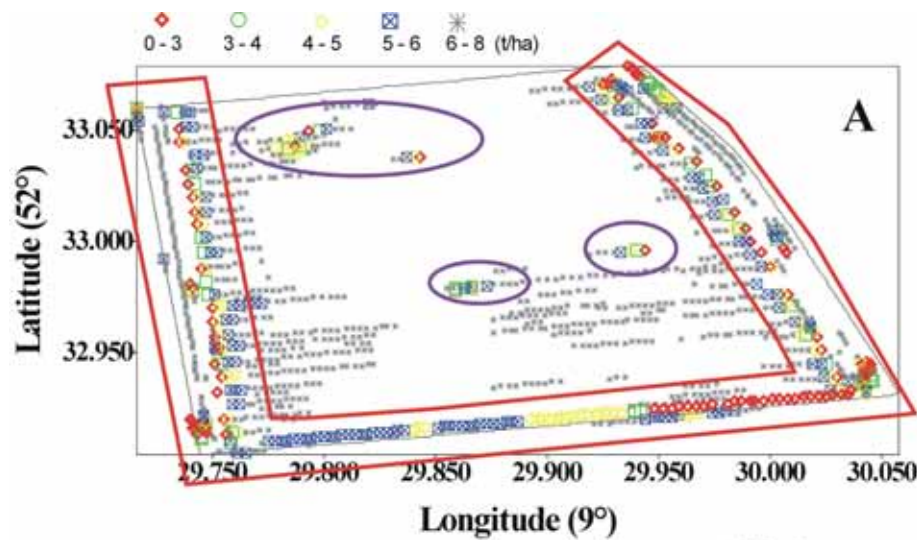 0 - 3 3 - 4 4 - 5 5 - 6 6 - 8 (t/ha)
A
Latitude (52°)
33.050
33.000
32.950
29.750 29.800 29.850 29.900 29.950 30.000 30.050
Longitude (9°)